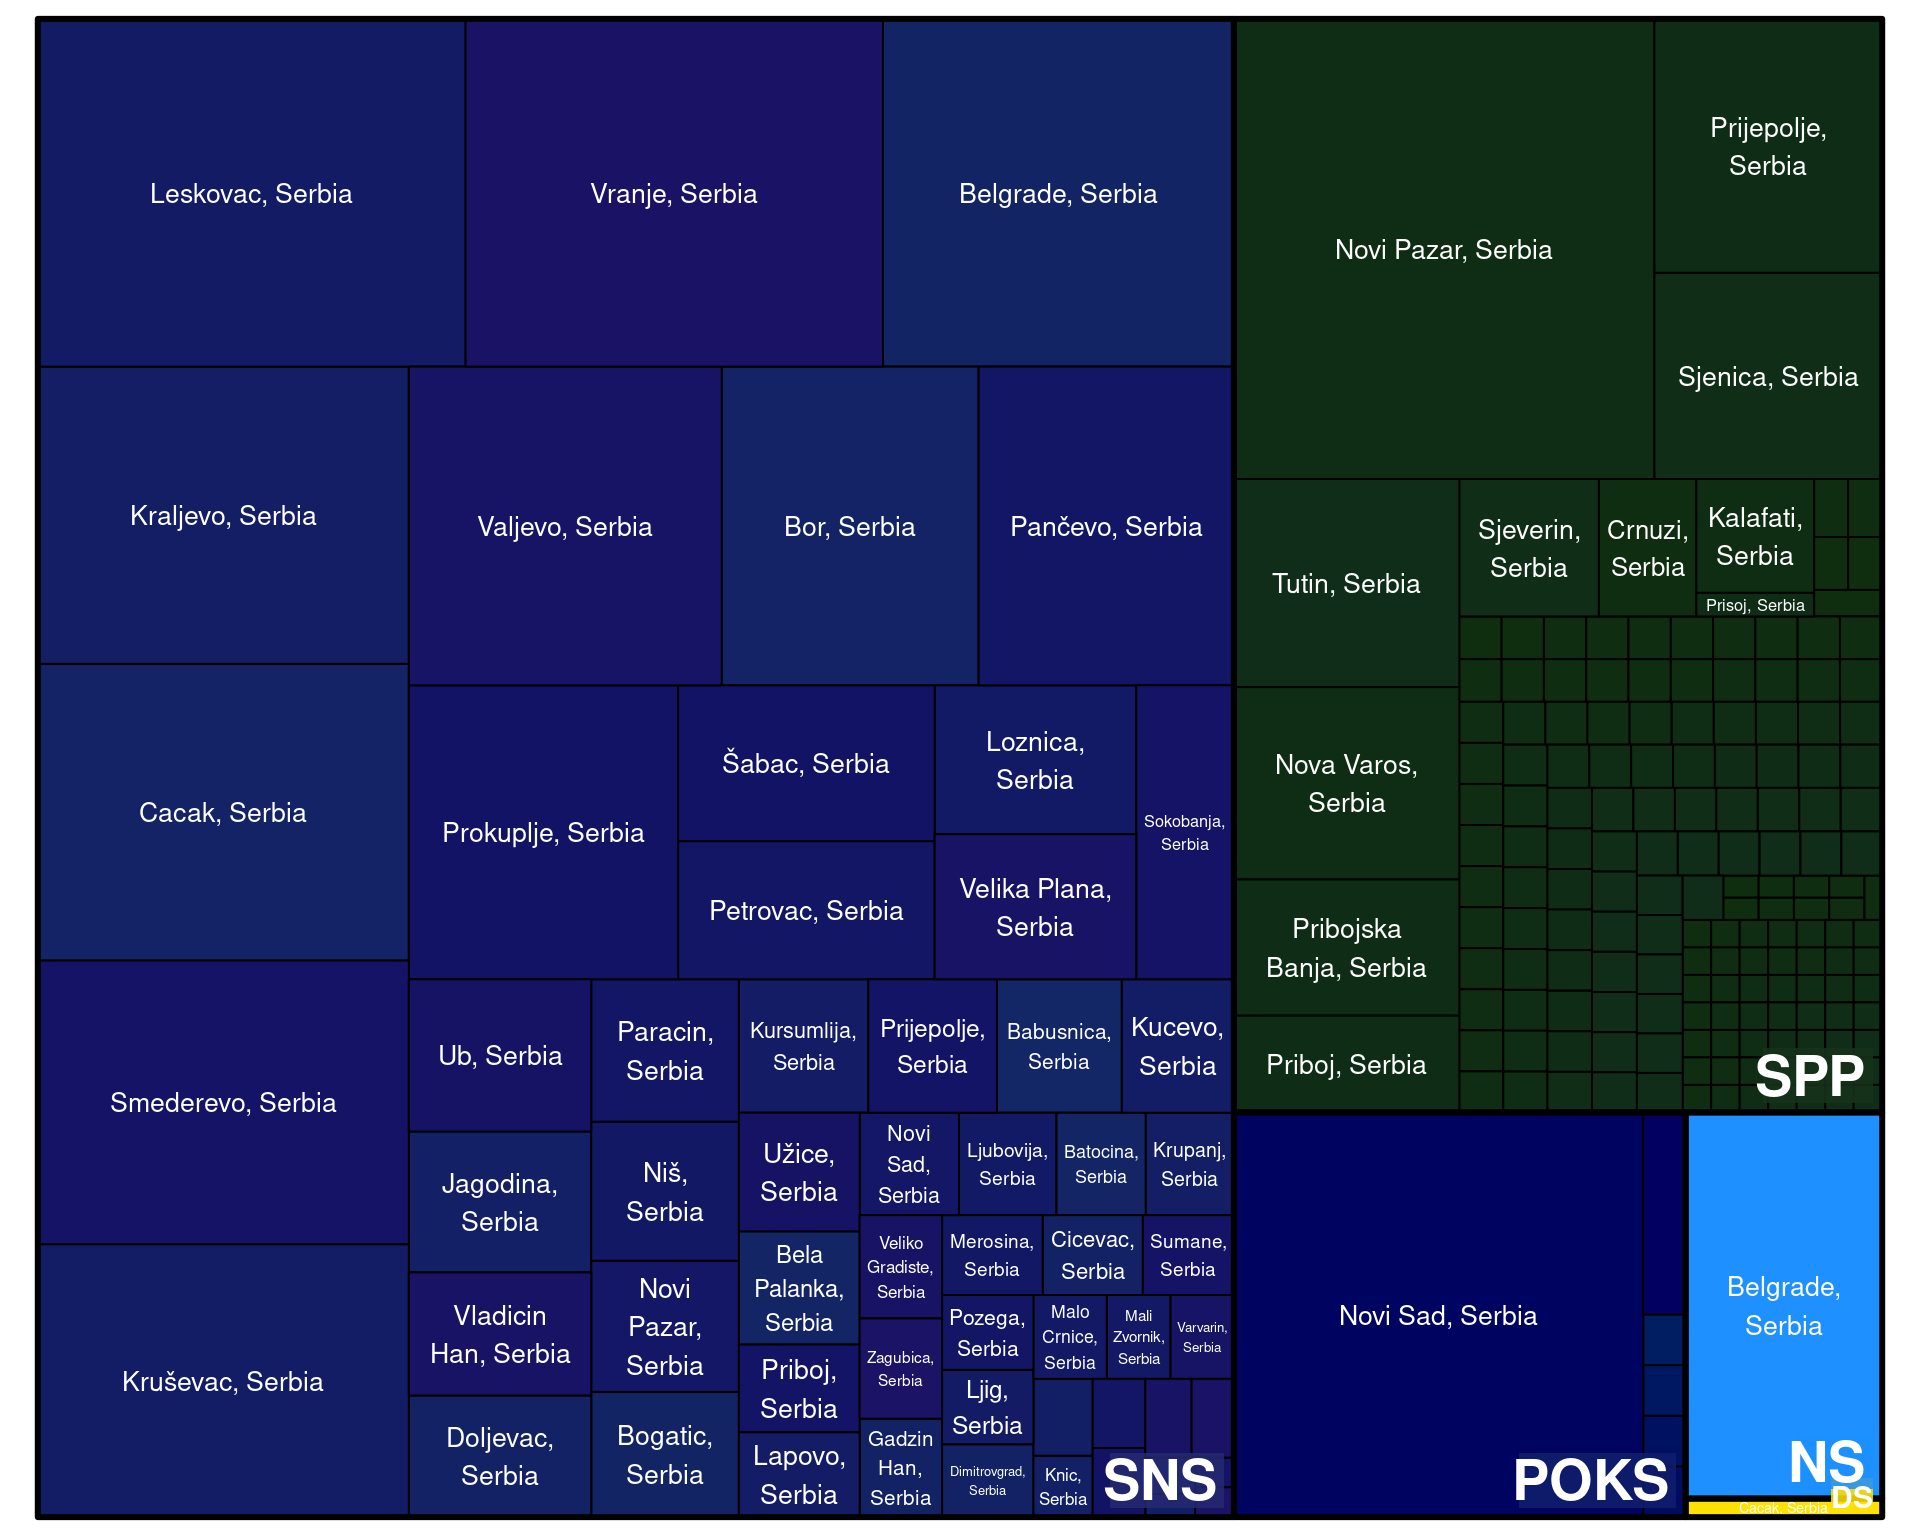 Leskovac, Serbia
Vranje, Serbia
Belgrade, Serbia
Kraljevo, Serbia
Valjevo, Serbia
Bor, Serbia
Pančevo, Serbia
Cacak, Serbia
Prokuplje, Serbia
Šabac, Serbia
Loznica,
Serbia
Sokobanja,
Serbia
Petrovac, Serbia
Velika Plana,
Serbia
Smederevo, Serbia
Kruševac, Serbia
Ub, Serbia
Paracin,
Serbia
Kursumlija,
Serbia
Prijepolje,
Serbia
Babusnica,
Serbia
Kucevo,
Serbia
Jagodina,
Serbia
Niš,
Serbia
Užice,
Serbia
Novi
Sad,
Serbia
Ljubovija,
Serbia
Batocina,
Serbia
Krupanj,
Serbia
Vladicin
Han, Serbia
Novi
Pazar,
Serbia
Bela
Palanka,
Serbia
Veliko
Gradiste,
Serbia
Merosina,
Serbia
Cicevac,
Serbia
Sumane,
Serbia
Doljevac,
Serbia
Bogatic,
Serbia
Priboj,
Serbia
Zagubica,
Serbia
Pozega,
Serbia
Malo
Crnice,
Serbia
Mali
Zvornik,
Serbia
Varvarin,
Serbia
Lapovo,
Serbia
Gadzin
Han,
Serbia
Ljig,
Serbia
Dimitrovgrad,
Serbia
Knic,
Serbia
SNS
Novi Pazar, Serbia
Prijepolje,
Serbia
Sjenica, Serbia
Tutin, Serbia
Sjeverin,
Serbia
Crnuzi,
Serbia
Kalafati,
Serbia
Prisoj, Serbia
Nova Varos,
Serbia
Pribojska
Banja, Serbia
Priboj, Serbia
SPP
Novi Sad, Serbia
POKS
Belgrade,
Serbia
NS
Cacak, Serbia
DS